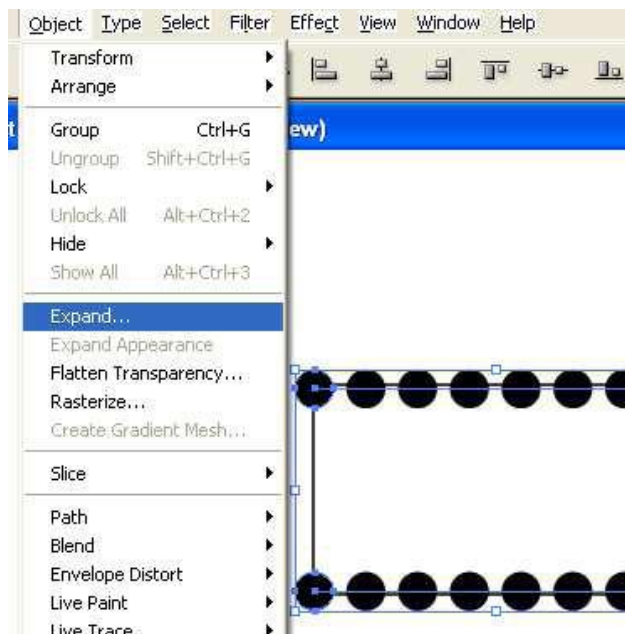 Object Type Select Filter Effect View Window Help
Transform
Arrange
ew)
Group Ctrl+G
Ungroup Shift+Ctrl+G
Lock
Unlock All Alt+Ctrl+2
Hide
Show All Alt+Ctrl+3
Expand...
Expand Appearance
Flatten Transparency...
Rasterize...
Create Gradient Mesh...
Slice
Path
Blend
Envelope Distort
Live Paint
Live Trace